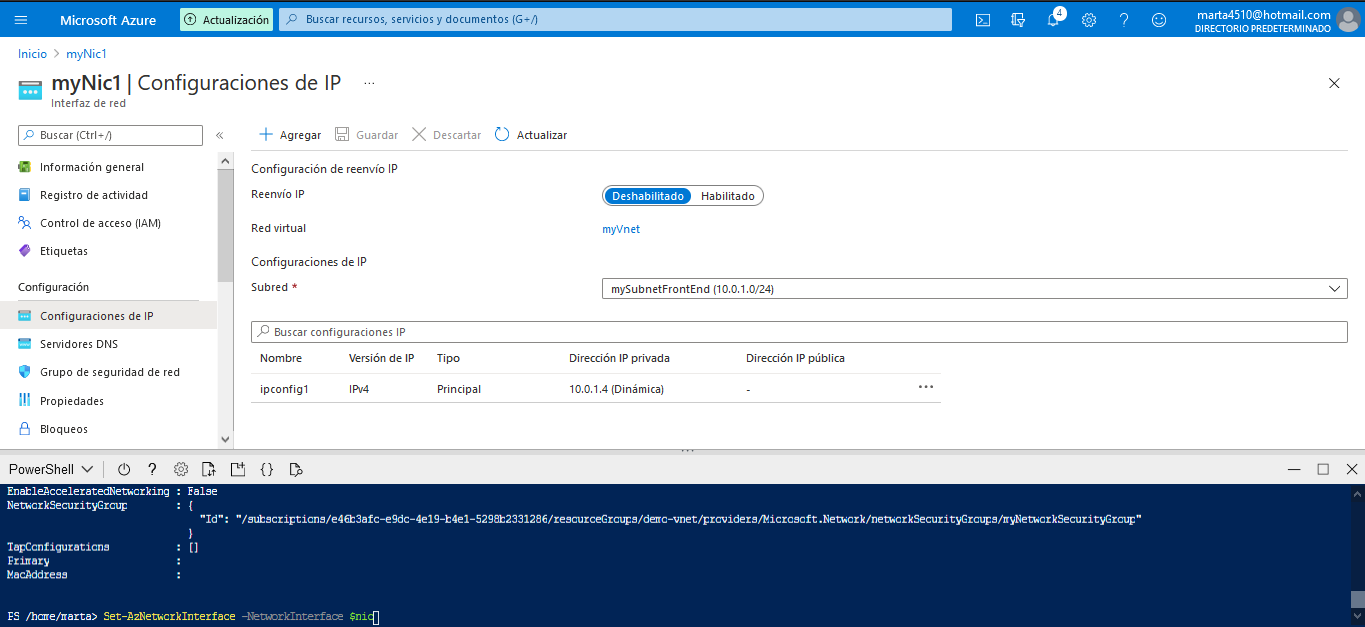 Microsoft Azure
Actualización
Buscar recursos, servicios y documentos (G+/)
4
marta4510@hotmail.com
DIRECTORIO PREDETERMINADO
Inicio > myNic1
myNic1 | Configuraciones de IP ...
Interfaz de red
Buscar (Ctrl+/)
«
Agregar Guardar Descartar Actualizar
Información general
Registro de actividad
Control de acceso (IAM)
Etiquetas
Configuración
Configuraciones de IP
Servidores DNS
Grupo de seguridad de red
Propiedades
Bloqueos
Configuración de reenvío IP
Reenvío IP Deshabilitado Habilitado
Red virtual myVnet
Configuraciones de IP
Subred * mySubnetFrontEnd (10.0.1.0/24)
Buscar configuraciones IP
Nombre Versión de IP Tipo Dirección IP privada Dirección IP pública
ipconfig1 IPv4 Principal 10.0.1.4 (Dinámica) - ...
PowerShell ? {}
EnableAcceleratedNetworking : False
NetworkSecurityGroup : {
"Id": "/subscriptions/e46b3afc-e9dc-4e19-b4e1-5298b2331286/resourceGroups/demo-vnet/providers/Microsoft.Network/networkSecurityGroups/myNetworkSecurityGroup"
}
TapConfigurations : []
Primary :
MacAddress :
PS /home/marta> Set-AzNetworkInterface -NetworkInterface $nic